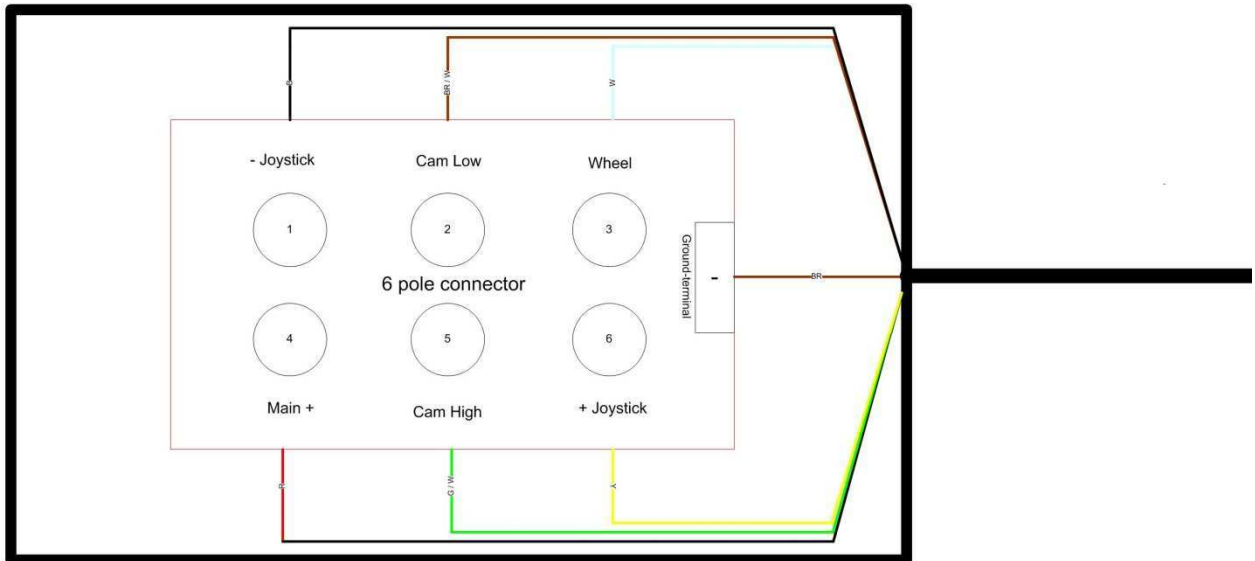 B
BR / W
W
- Joystick
Cam Low
Wheel
1
2
3
Ground-terminal
-
BR
6 pole connector
4
5
6
Main +
Cam High
+ Joystick
R
G / W
Y